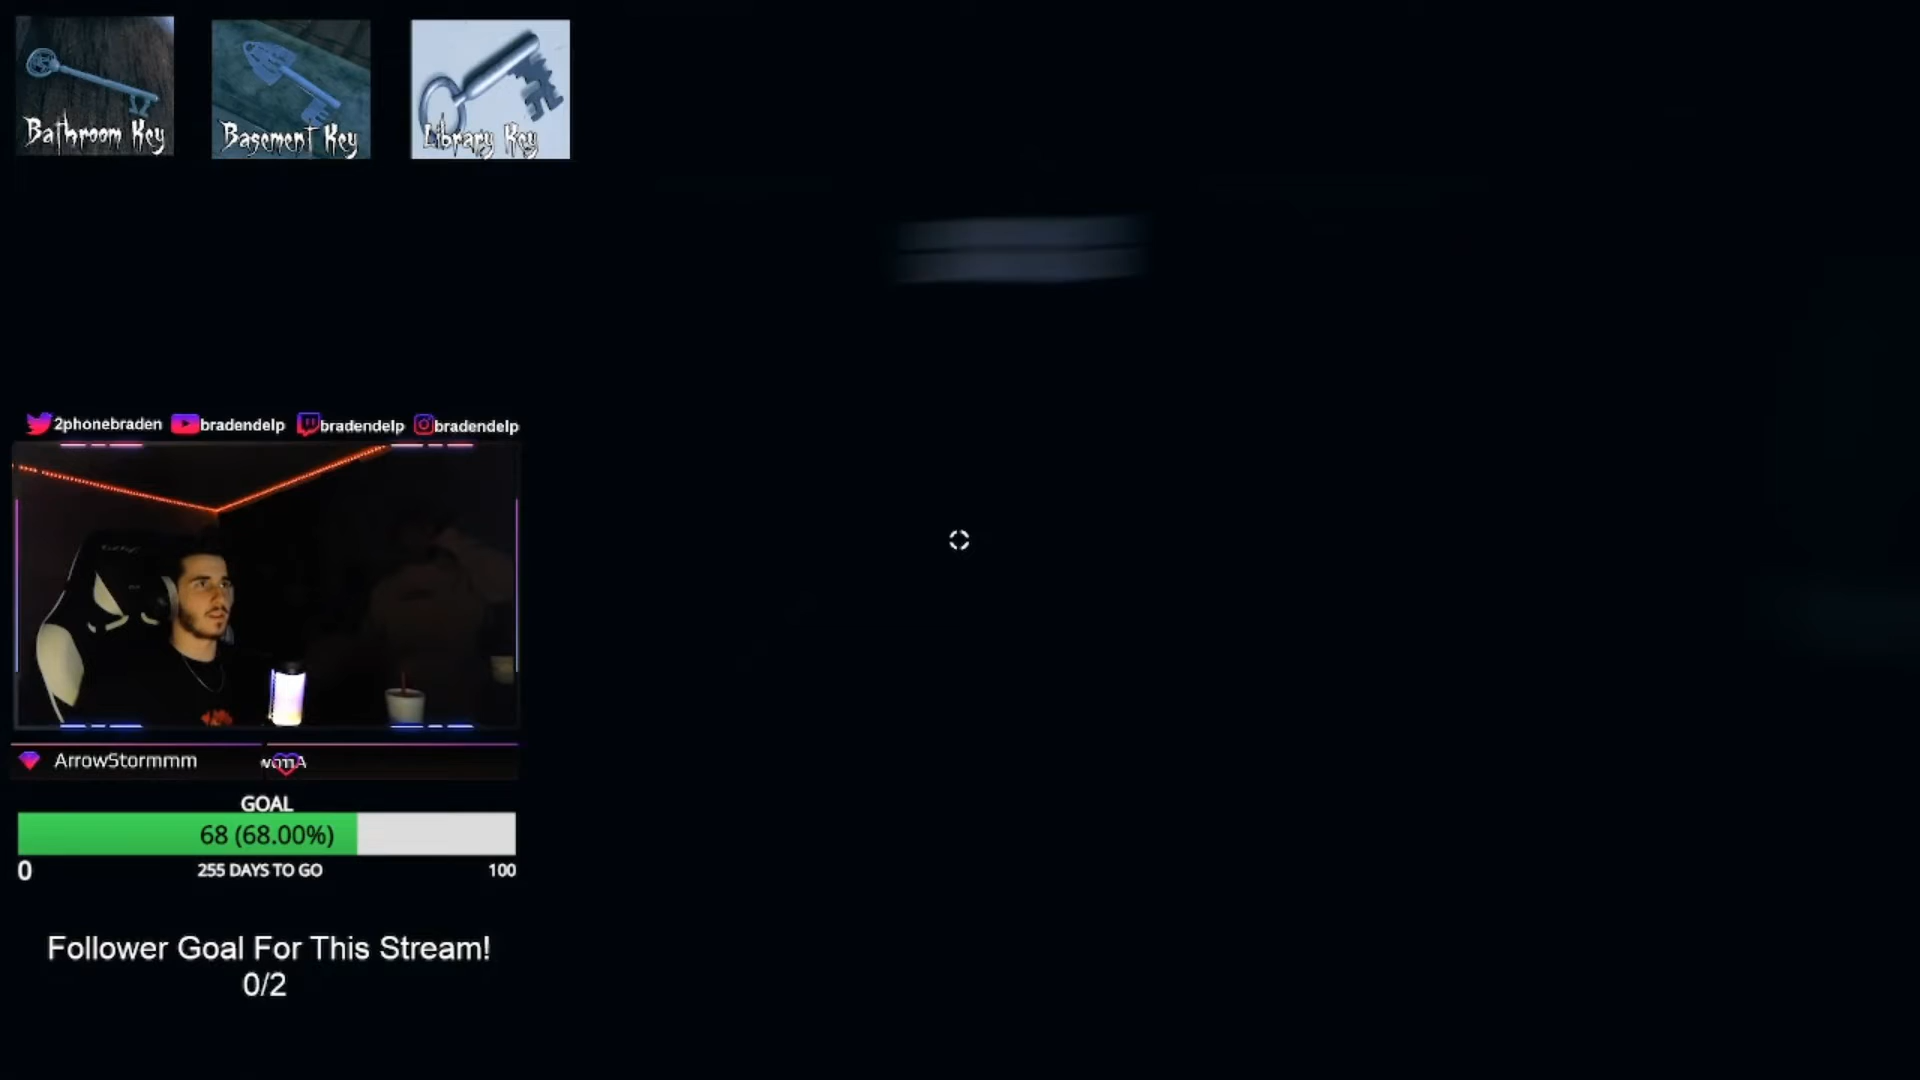 Bathroom Key
Basement Key
Library Key
2phonebraden bradendelp bradendelp bradendelp
ArrowStormmm
GOAL
68 (68.00%)
0 255 DAYS TO GO 100
Follower Goal For This Stream!
0/2